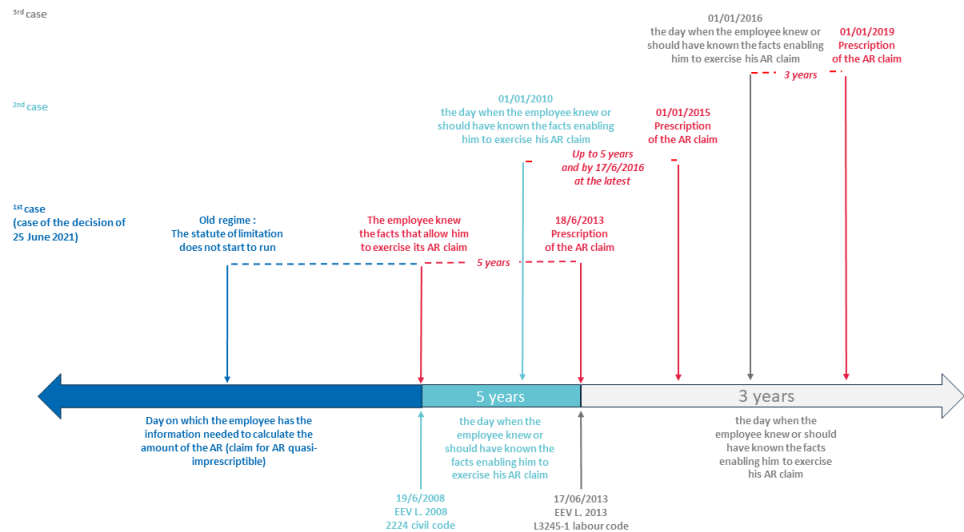 3rd case
01/01/2016
the day when the employee knew or
should have known the facts enabling
him to exercise his AR claim
01/01/2019
Prescription
of the AR claim
3 years
2nd case
01/01/2010
the day when the employee knew or
should have known the facts enabling
him to exercise his AR claim
01/01/2015
Prescription
of the AR claim
Up to 5 years
and by 17/6/2016
at the latest
1st case
(case of the decision of
25 June 2021)
Old regime :
The statute of limitation
does not start to run
The employee knew
the facts that allow him
to exercise its AR claim
18/6/2013
Prescription
of the AR claim
5 years
5 years
3 years
Day on which the employee has the
information needed to calculate the
amount of the AR (claim for AR quasi-
imprescriptible)
the day when the
employee knew or
should have known the
facts enabling him to
exercise his AR claim
the day when the
employee knew or should
have known the facts
enabling him to exercise
his AR claim
19/6/2008
EEV L. 2008
2224 civil code
17/06/2013
EEV L. 2013
L3245-1 labour code